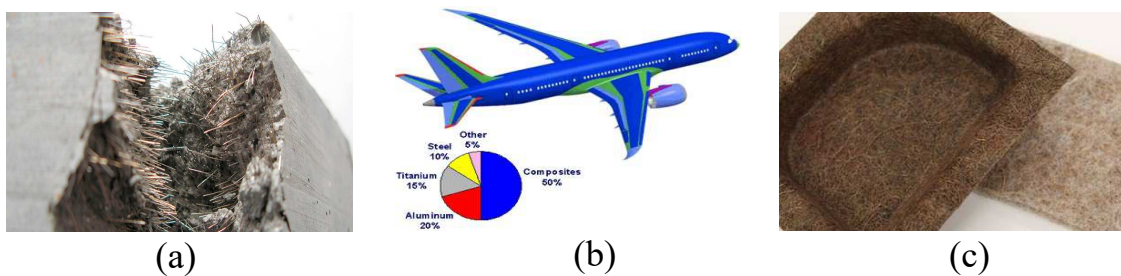 Other
5%
Steel
10%
Titanium
15%
Composites
50%
Aluminum
20%
(a)
(b)
(c)